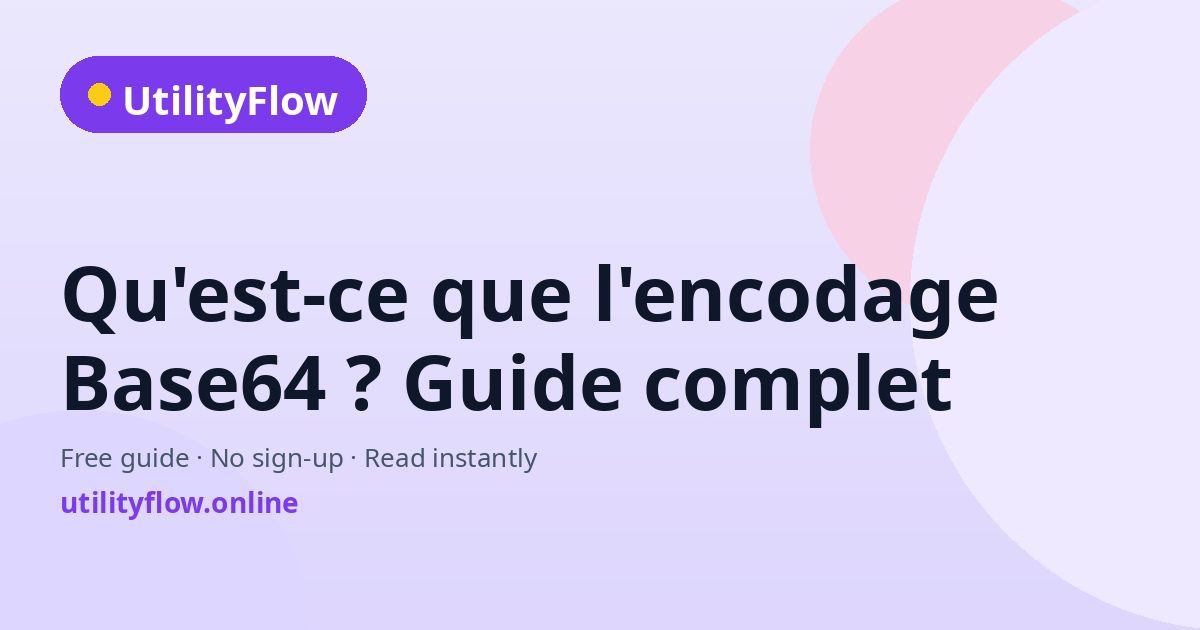 UtilityFlow
Qu'est-ce que l'encodage
Base64 ? Guide complet
Free guide · No sign-up · Read instantly
utilityflow.online